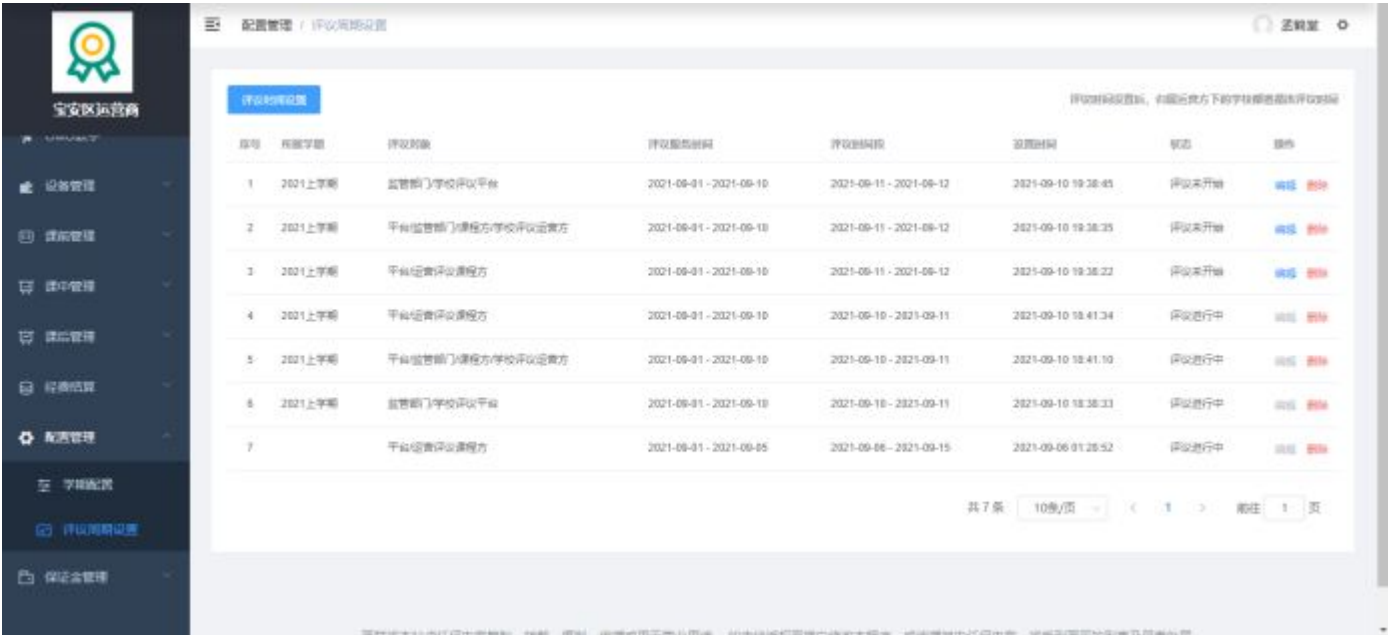 配置管理 / 评议周期设置
宝安区运营商
设备管理
课前管理
课中管理
课后管理
经费结算
配置管理
学期配置
评议周期设置
保证金管理
评议时间设置
评议时间设置后,归属运营方下的学校都遵循该评议时间
序号 所属学期 评议对象 评议服务时间 评议时间段 设置时间 状态 操作
1 2021上学期 监管部门/学校评议平台 2021-09-01 - 2021-09-10 2021-09-11 - 2021-09-12 2021-09-10 19:38:45 评议未开始 编辑 删除
2 2021上学期 平台/监管部门/课程方/学校评议运营方 2021-09-01 - 2021-09-10 2021-09-11 - 2021-09-12 2021-09-10 19:38:35 评议未开始 编辑 删除
3 2021上学期 平台/运营评议课程方 2021-09-01 - 2021-09-10 2021-09-11 - 2021-09-12 2021-09-10 19:38:22 评议未开始 编辑 删除
4 2021上学期 平台/运营评议课程方 2021-09-01 - 2021-09-10 2021-09-10 - 2021-09-11 2021-09-10 18:41:34 评议进行中 编辑 删除
5 2021上学期 平台/监管部门/课程方/学校评议运营方 2021-09-01 - 2021-09-10 2021-09-10 - 2021-09-11 2021-09-10 18:41:10 评议进行中 编辑 删除
6 2021上学期 监管部门/学校评议平台 2021-09-01 - 2021-09-10 2021-09-10 - 2021-09-11 2021-09-10 18:38:33 评议进行中 编辑 删除
7 平台/运营评议课程方 2021-09-01 - 2021-09-05 2021-09-06 - 2021-09-15 2021-09-06 01:26:52 评议进行中 编辑 删除
共 7 条 10条/页 1 前往 1 页